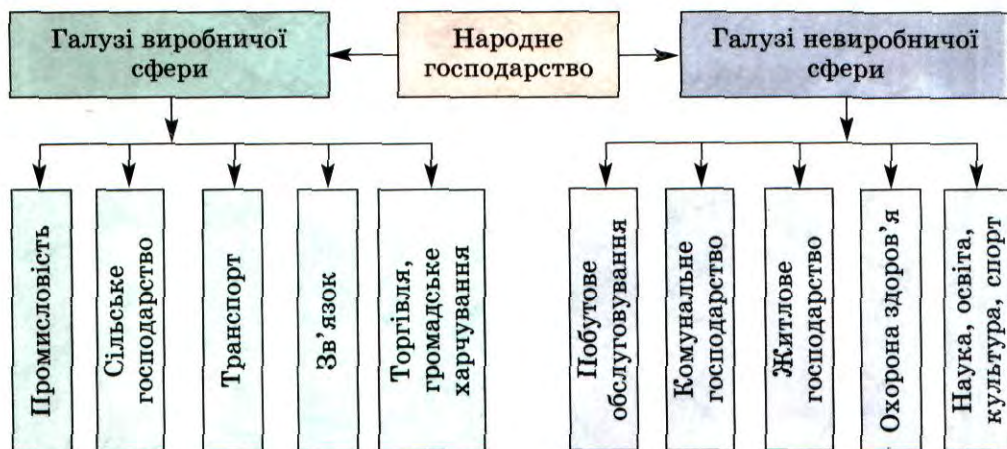 Галузі виробничої
сфери
Народне
господарство
Галузі невиробничої
сфери
Промисловість
Сільське
господарство
Транспорт
Зв’язок
Торгівля,
громадське
харчування
Побутове
обслуговування
Комунальне
господарство
Житлове
господарство
Охорона здоров’я
Наука, освіта,
культура, спорт